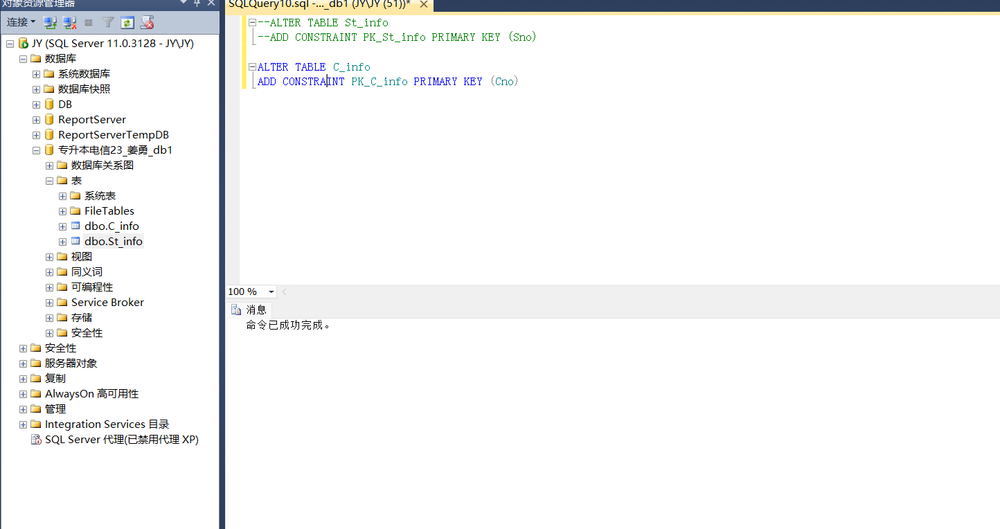 对象资源管理器
连接
JY (SQL Server 11.0.3128 - JY\JY)
数据库
系统数据库
数据库快照
DB
ReportServer
ReportServerTempDB
专升本电信23_姜勇_db1
数据库关系图
表
系统表
FileTables
dbo.C_info
dbo.St_info
视图
同义词
可编程性
Service Broker
存储
安全性
安全性
服务器对象
复制
AlwaysOn 高可用性
管理
Integration Services 目录
SQL Server 代理(已禁用代理 XP)
SQLQuery10.sql -..._db1 (JY\JY (51))*
--ALTER TABLE St_info
--ADD CONSTRAINT PK_St_info PRIMARY KEY (Sno)
ALTER TABLE C_info
ADD CONSTRAINT PK_C_info PRIMARY KEY (Cno)
100 %
消息
命令已成功完成。